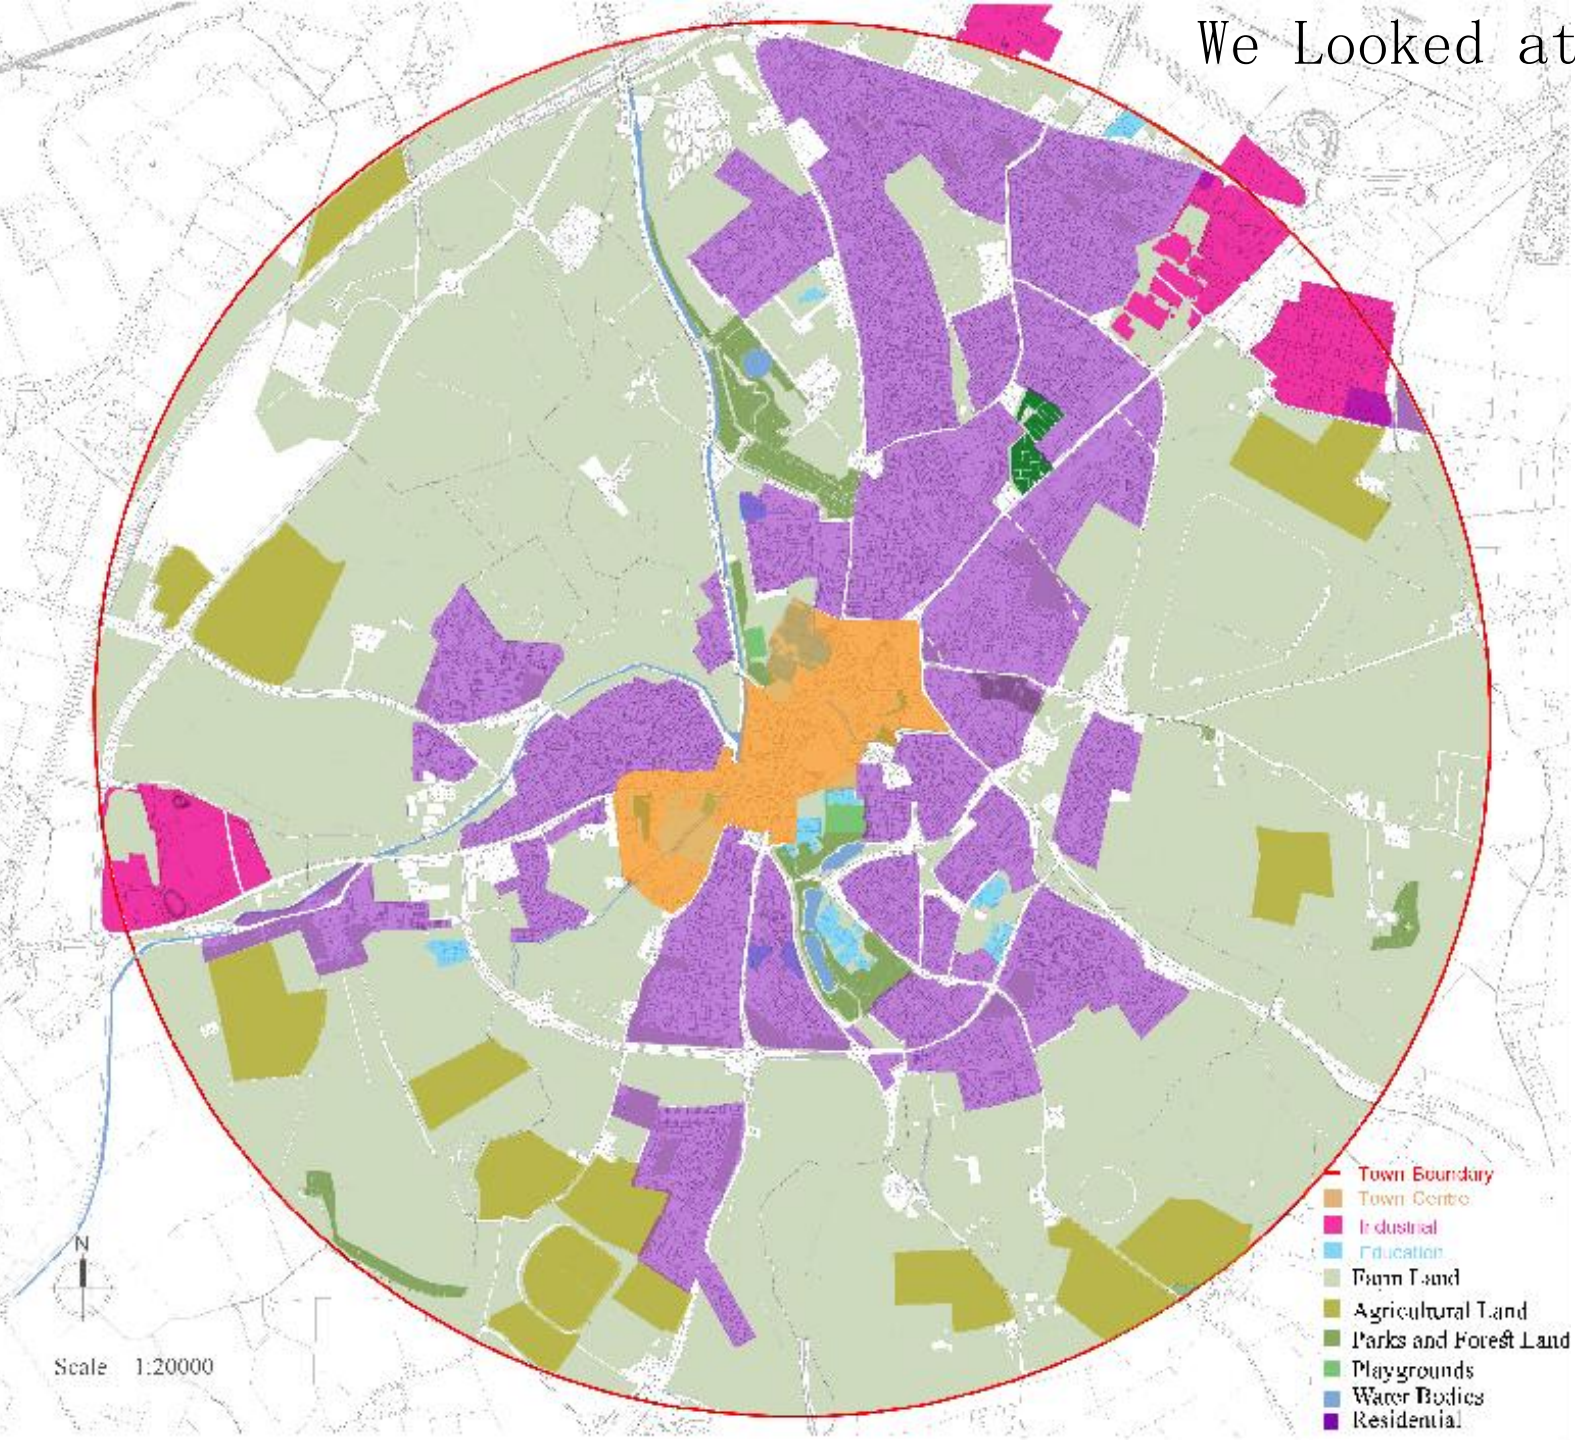 We Looked at
Town Boundary
Town Centre
Industrial
Education
Farm Land
Agricultural Land
Parks and Forest Land
Playgrounds
Water Bodies
Residential
N
Scale 1:20000